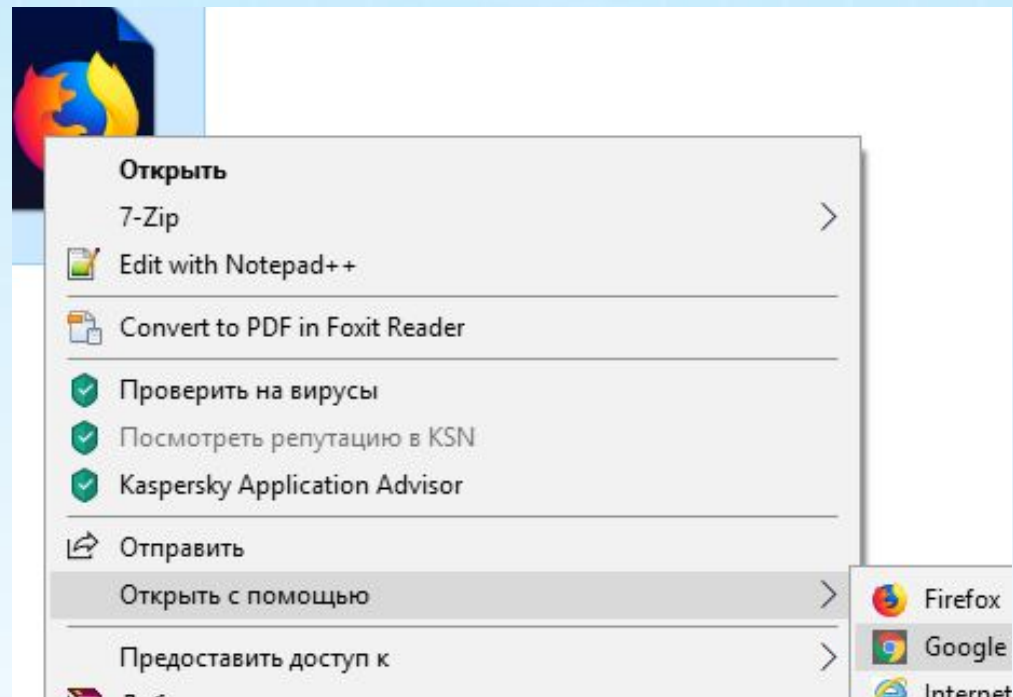 Открыть
7-Zip
Edit with Notepad++
Convert to PDF in Foxit Reader
Проверить на вирусы
Посмотреть репутацию в KSN
Kaspersky Application Advisor
Отправить
Открыть с помощью
Firefox
Google
Internet
Предоставить доступ к